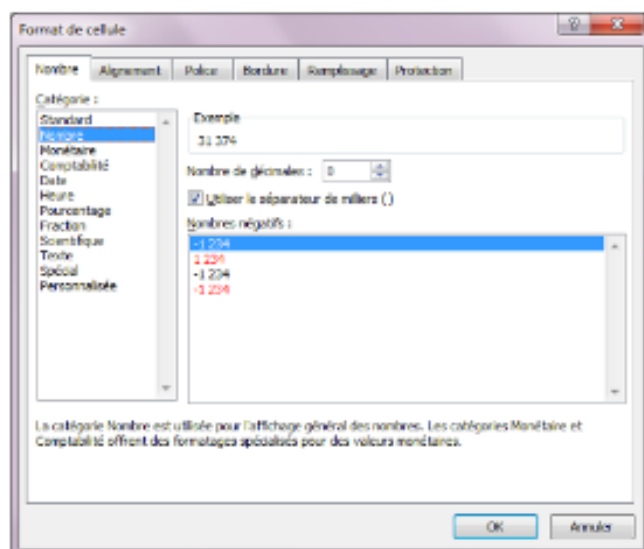 Format de cellule
Nombre Alignement Police Bordure Remplissage Protection
Catégorie :
Standard
Nombre
Monétaire
Comptabilité
Date
Heure
Pourcentage
Fraction
Scientifique
Texte
Spécial
Personnalisée
Exemple
31 374
Nombre de décimales : 0
Utiliser le séparateur de milliers ( )
Nombres négatifs :
-1 234
1 234
-1 234
-1 234
La catégorie Nombre est utilisée pour l'affichage général des nombres. Les catégories Monétaire et
Comptabilité offrent des formatages spécialisés pour des valeurs monétaires.
OK Annuler